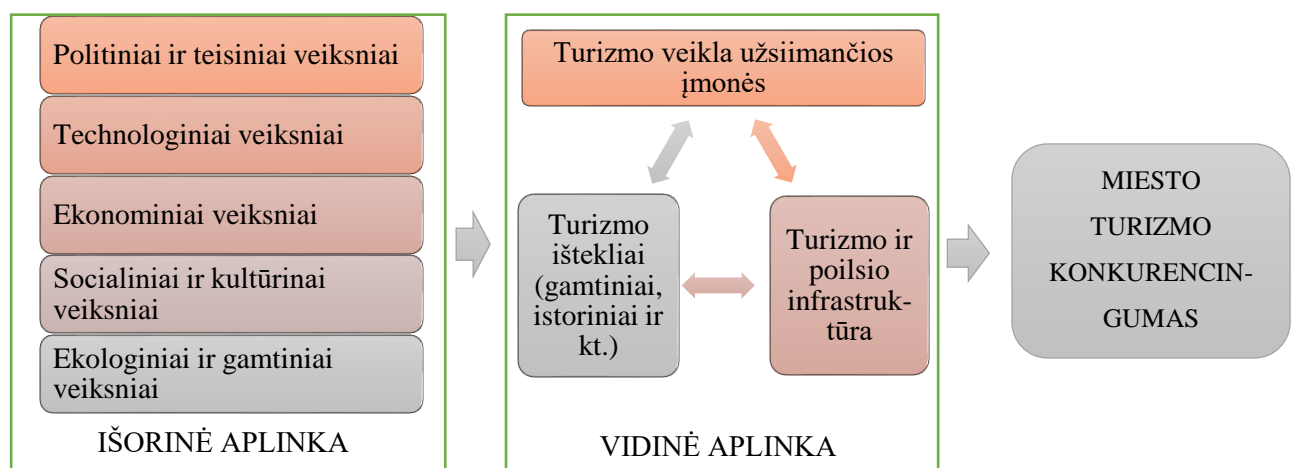 Politiniai ir teisiniai veiksniai
Technologiniai veiksniai
Ekonominiai veiksniai
Socialiniai ir kultūrinai
veiksniai
Ekologiniai ir gamtiniai
veiksniai
IŠORINĖ APLINKA
Turizmo veikla užsiimančios
įmonės
Turizmo
ištekliai
(gamtiniai,
istoriniai ir
kt.)
Turizmo ir
poilsio
infrastruk-
tūra
VIDINĖ APLINKA
MIESTO
TURIZMO
KONKURENCIN-
GUMAS